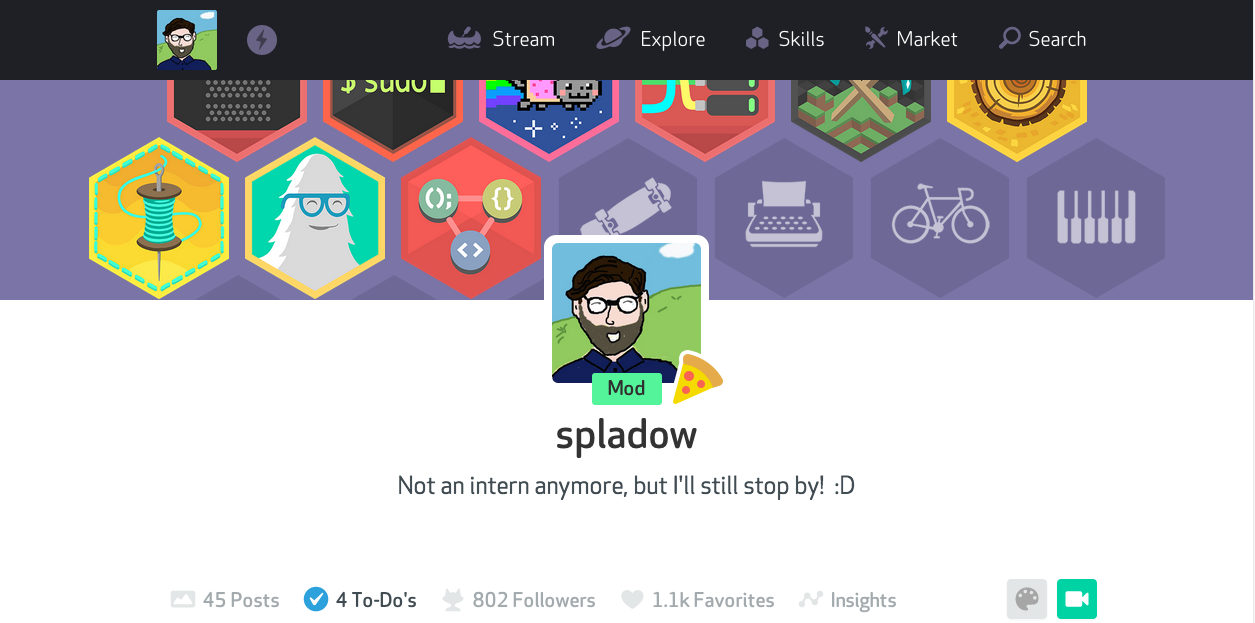 Stream Explore Skills Market Search
$ sudo
(); {}
<>
Mod
spladow
Not an intern anymore, but I'll still stop by! :D
45 Posts 4 To-Do's 802 Followers 1.1k Favorites Insights